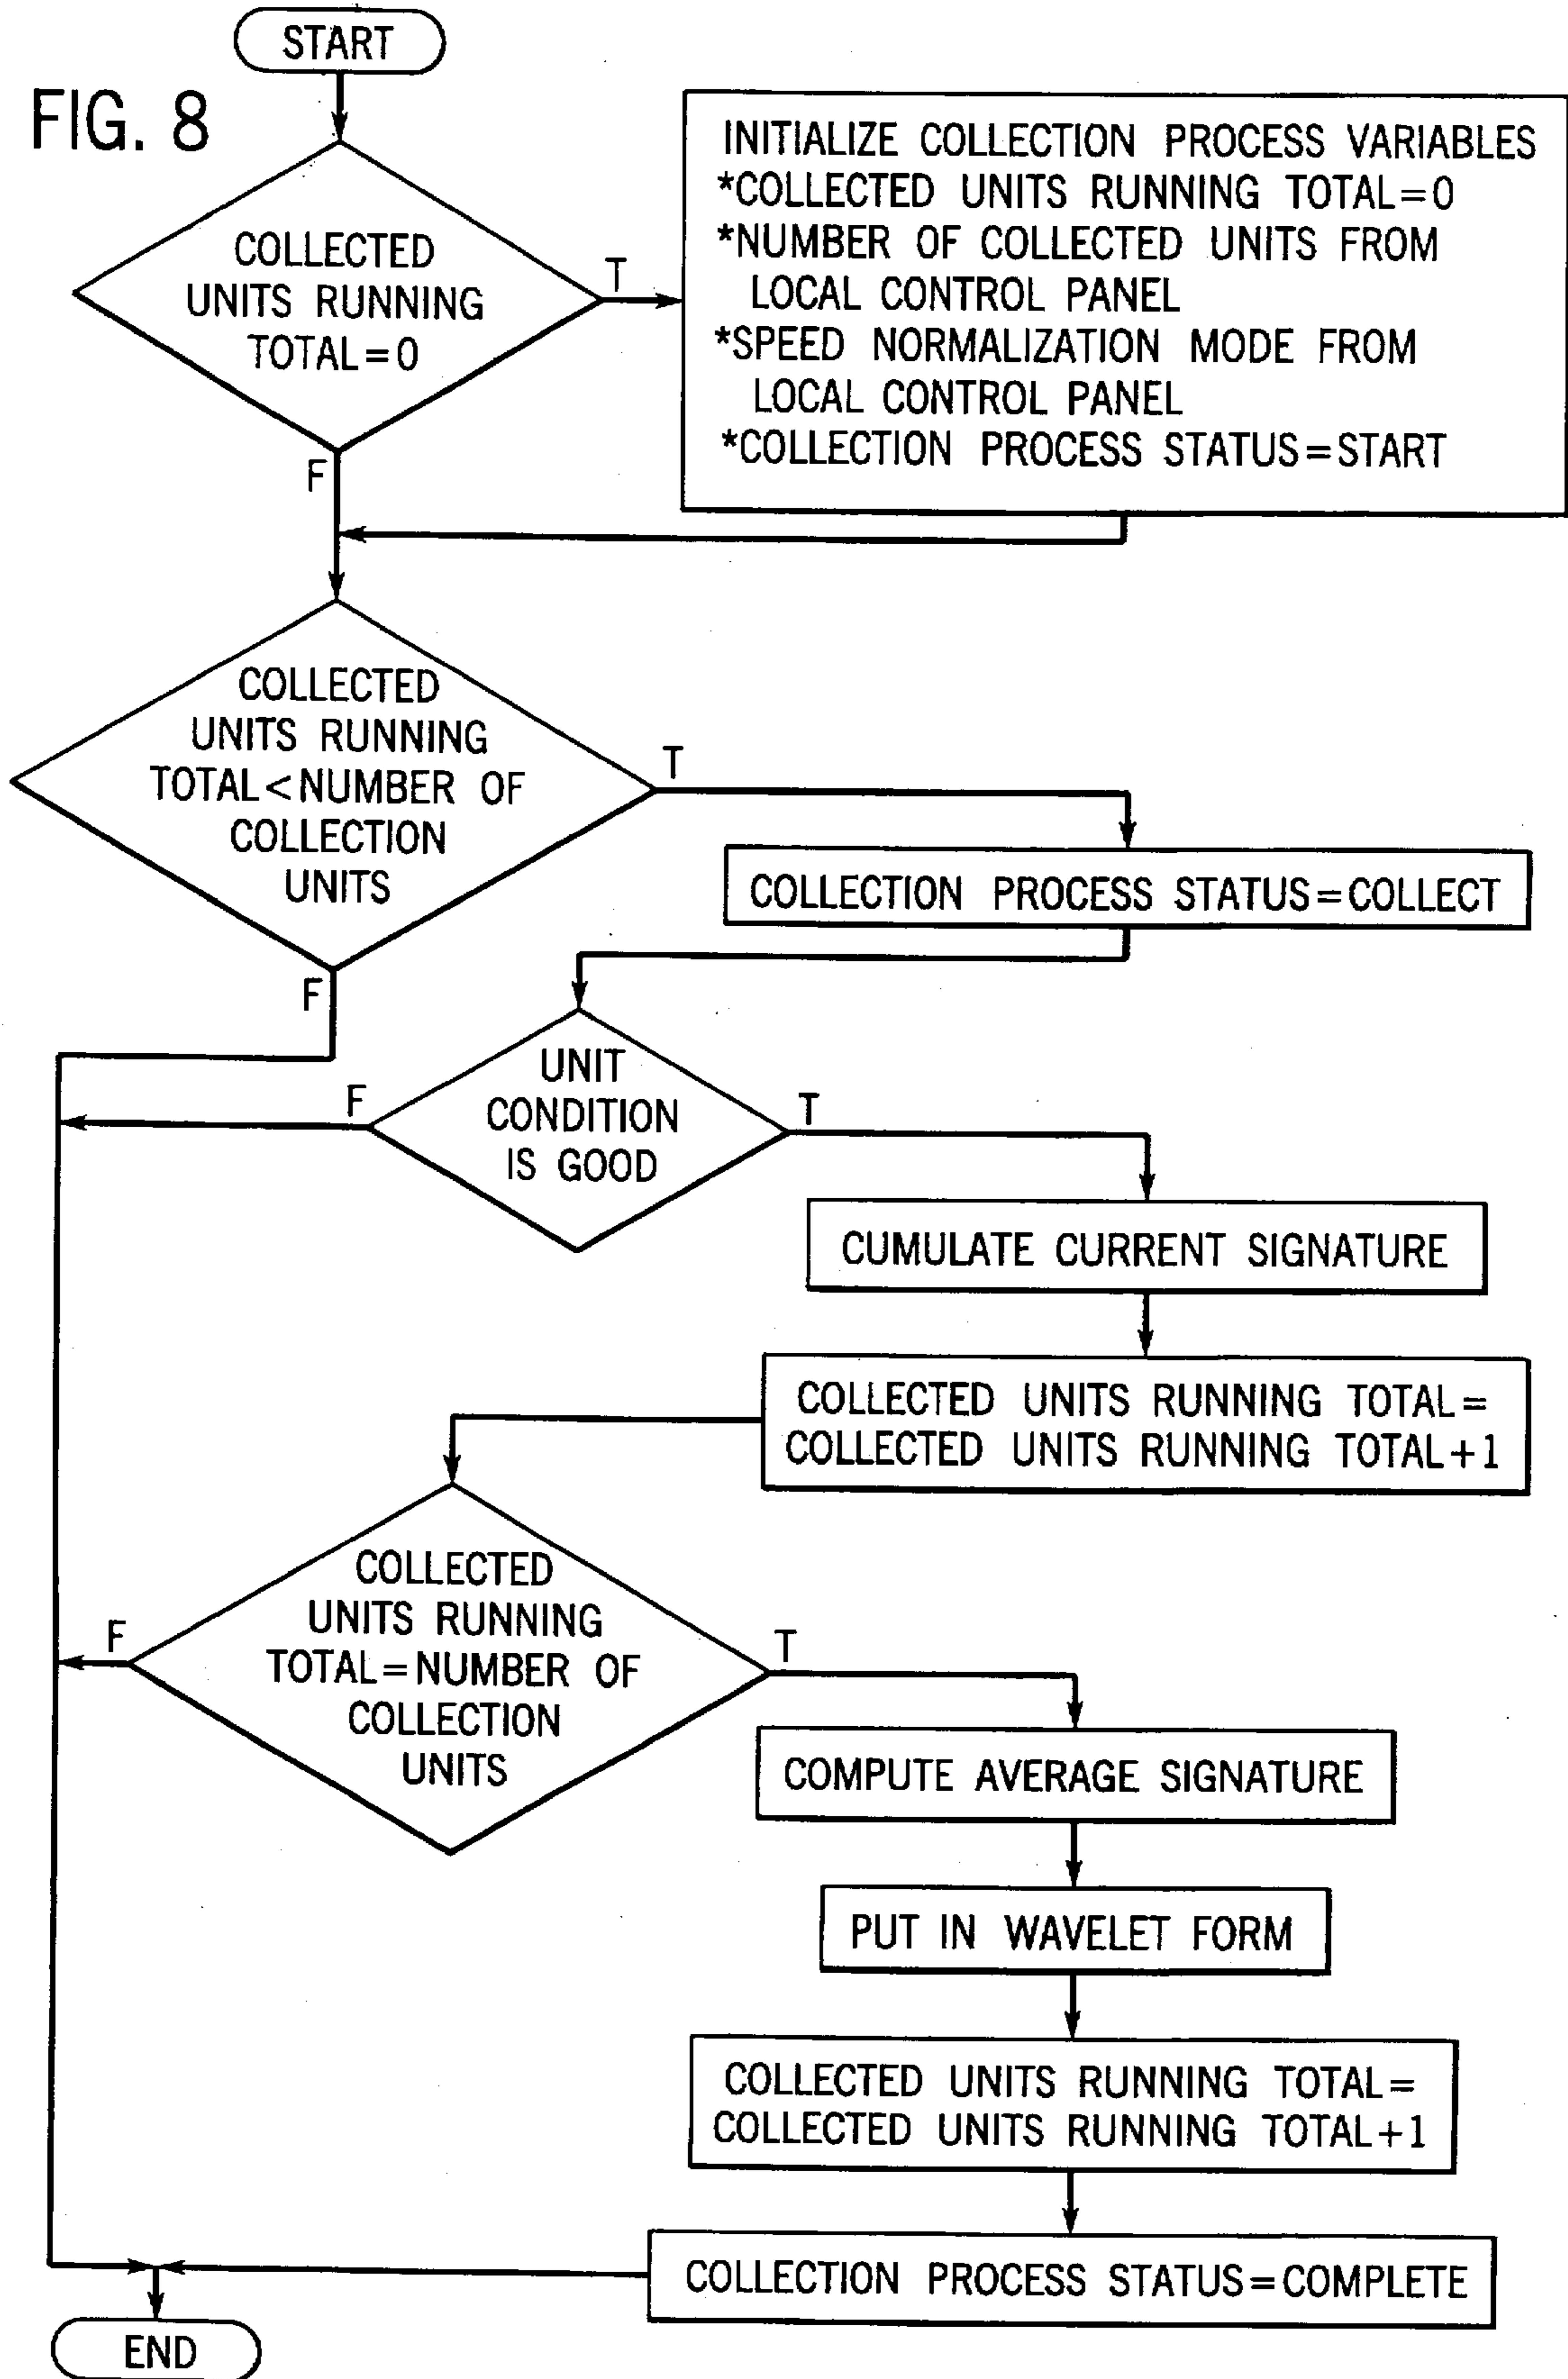 START
FIG. 8
COLLECTED
UNITS RUNNING
TOTAL=0
T
INITIALIZE COLLECTION PROCESS VARIABLES
*COLLECTED UNITS RUNNING TOTAL=0
*NUMBER OF COLLECTED UNITS FROM
LOCAL CONTROL PANEL
*SPEED NORMALIZATION MODE FROM
LOCAL CONTROL PANEL
*COLLECTION PROCESS STATUS=START
F
COLLECTED
UNITS RUNNING
TOTAL<NUMBER OF
COLLECTION
UNITS
T
COLLECTION PROCESS STATUS=COLLECT
F
UNIT
CONDITION
IS GOOD
F
T
CUMULATE CURRENT SIGNATURE
COLLECTED UNITS RUNNING TOTAL=
COLLECTED UNITS RUNNING TOTAL+1
COLLECTED
UNITS RUNNING
TOTAL=NUMBER OF
COLLECTION
UNITS
F
T
COMPUTE AVERAGE SIGNATURE
PUT IN WAVELET FORM
COLLECTED UNITS RUNNING TOTAL=
COLLECTED UNITS RUNNING TOTAL+1
COLLECTION PROCESS STATUS=COMPLETE
END